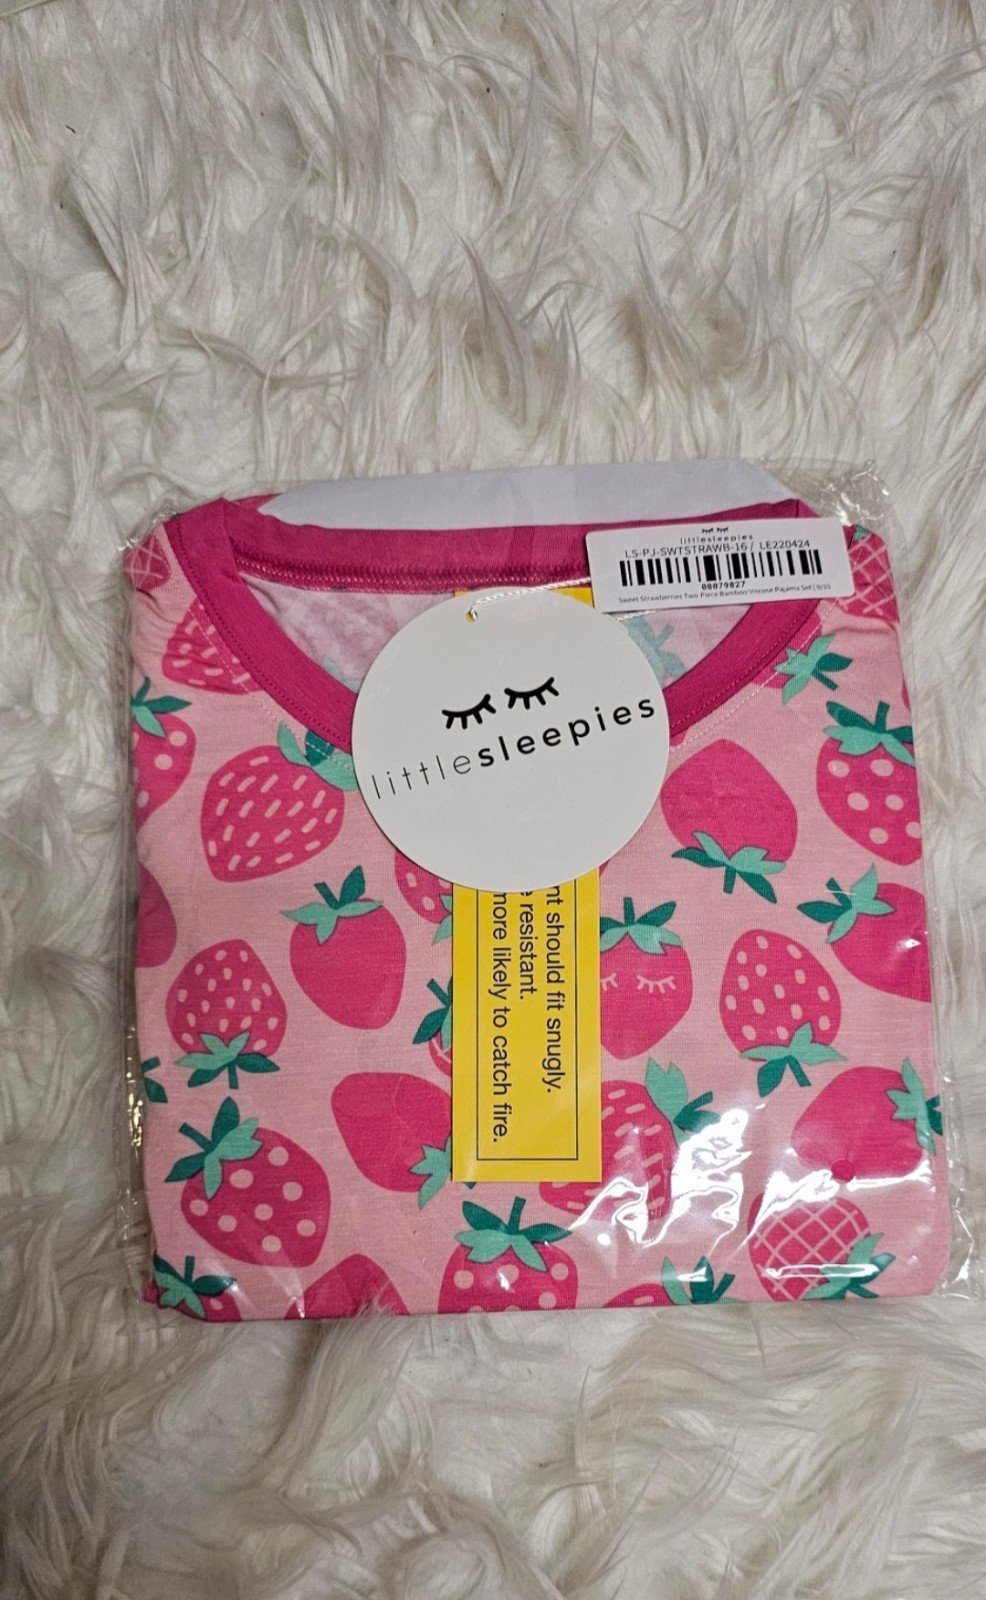 littlesleepies
LS-PJ-SWTSTRAWB-16 / LE220424
00079827
Sweet Strawberries Two-Piece Bamboo Viscose Pajama Set | 9/10
littlesleepies
nt should fit snugly.
e resistant.
more likely to catch fire.